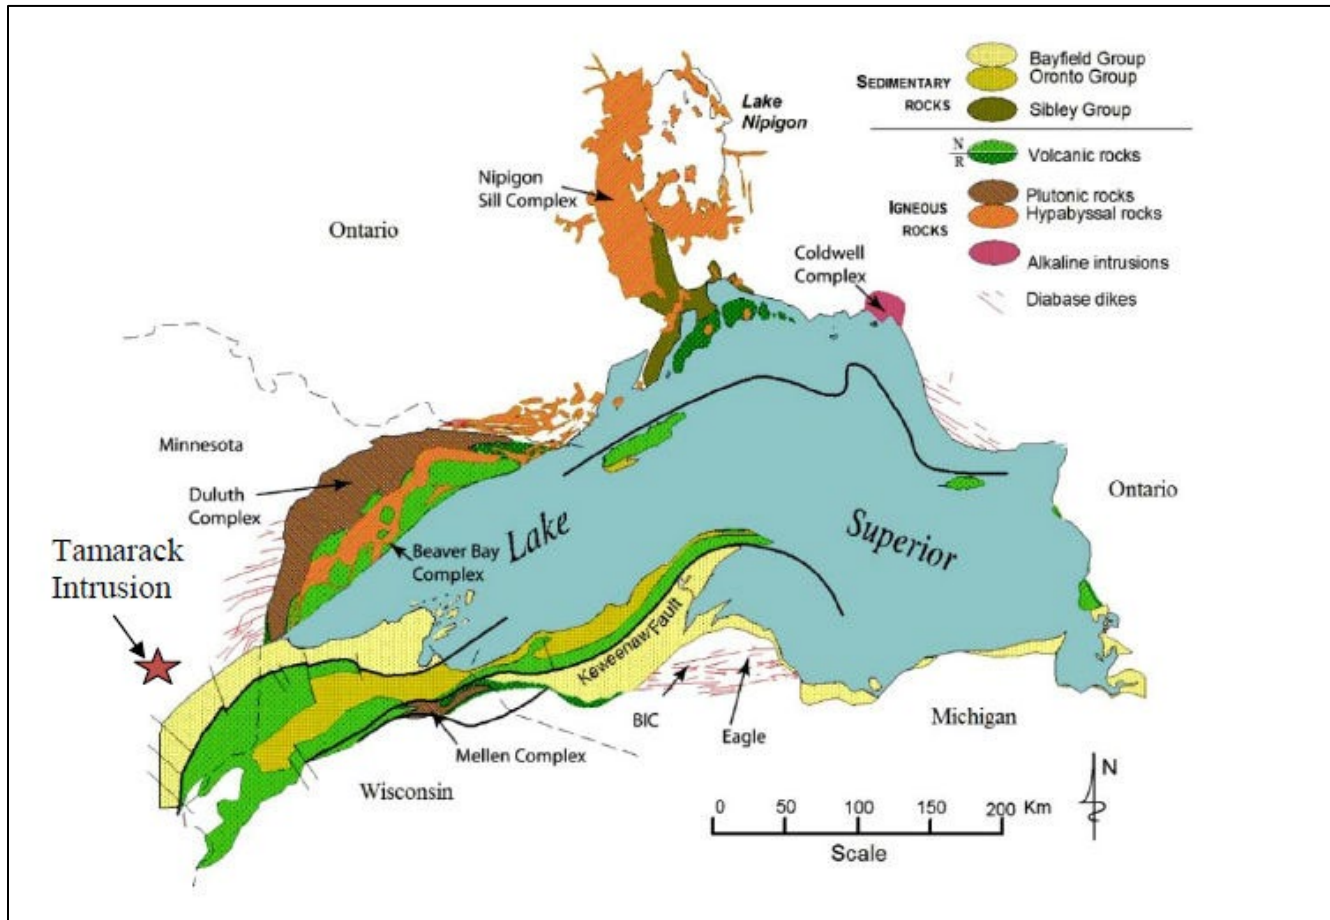 Bayfield Group
SEDIMENTARY
ROCKS
Oronto Group
Sibley Group
N
R
Volcanic rocks
IGNEOUS
ROCKS
Plutonic rocks
Hypabyssal rocks
Alkaline intrusions
Diabase dikes
Lake
Nipigon
Nipigon
Sill Complex
Ontario
Coldwell
Complex
Minnesota
Duluth
Complex
Ontario
Tamarack
Intrusion
Beaver Bay
Complex
Lake
Superior
Keweenaw Fault
BIC
Eagle
Michigan
Mellen Complex
Wisconsin
0 50 100 150 200 Km
Scale
N